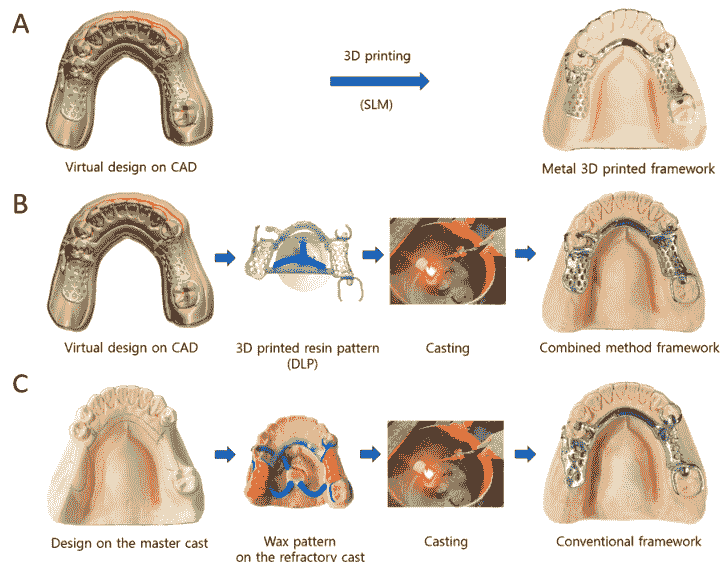 A
3D printing
(SLM)
Virtual design on CAD
Metal 3D printed framework
B
Virtual design on CAD
3D printed resin pattern
(DLP)
Casting
Combined method framework
C
Design on the master cast
Wax pattern
on the refractory cast
Casting
Conventional framework